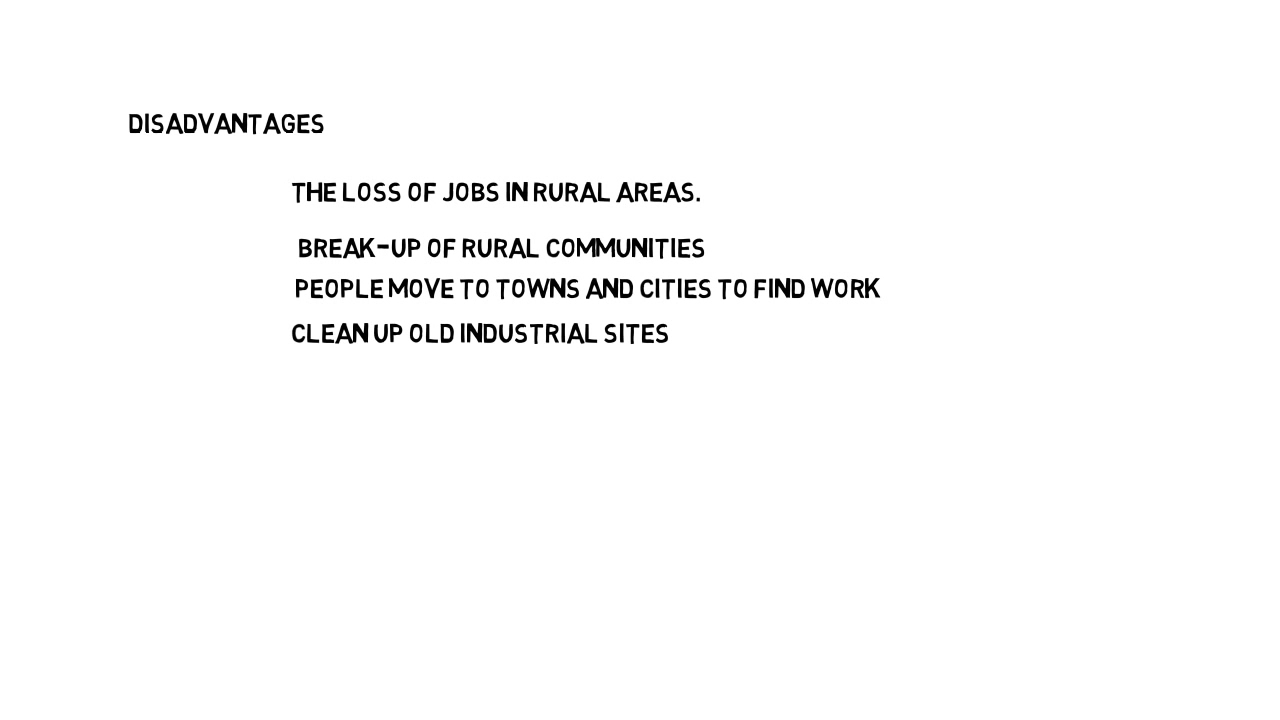 DISADVANTAGES
THE LOSS OF JOBS IN RURAL AREAS.
BREAK-UP OF RURAL COMMUNITIES
PEOPLE MOVE TO TOWNS AND CITIES TO FIND WORK
CLEAN UP OLD INDUSTRIAL SITES